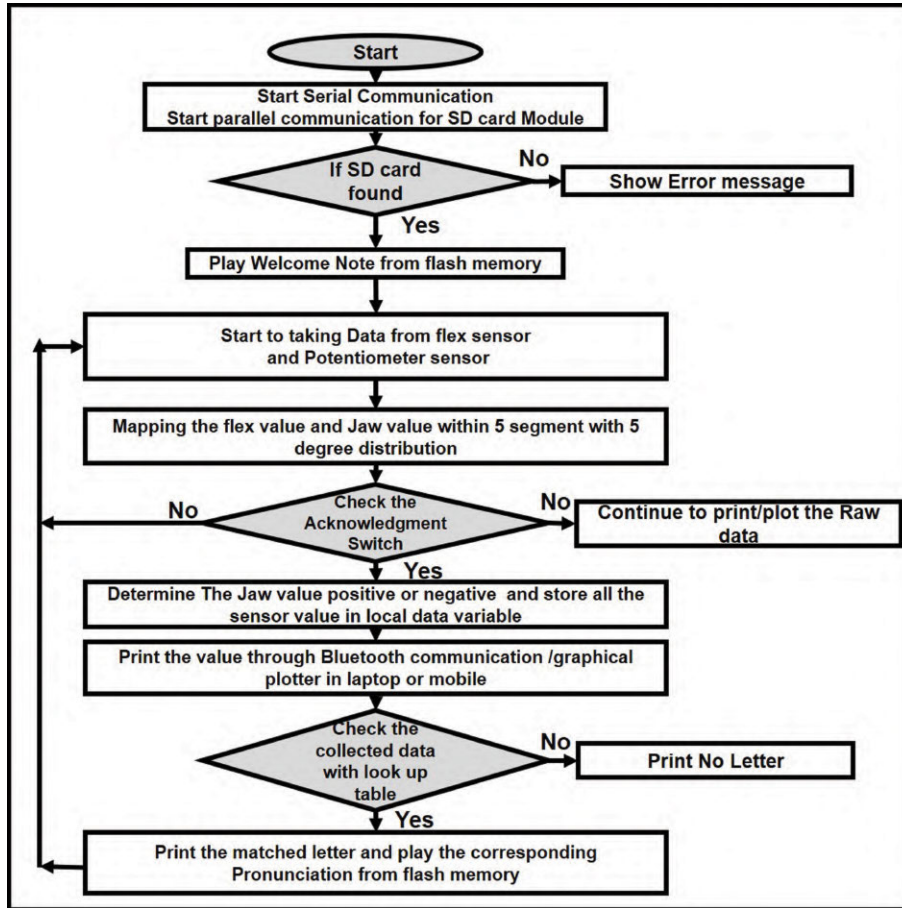 Start
Start Serial Communication
Start parallel communication for SD card Module
If SD card
found
No
Show Error message
Yes
Play Welcome Note from flash memory
Start to taking Data from flex sensor
and Potentiometer sensor
Mapping the flex value and Jaw value within 5 segment with 5
degree distribution
No
Check the
Acknowledgment
Switch
No
Continue to print/plot the Raw
data
Yes
Determine The Jaw value positive or negative and store all the
sensor value in local data variable
Print the value through Bluetooth communication /graphical
plotter in laptop or mobile
Check the
collected data
with look up
table
No
Print No Letter
Yes
Print the matched letter and play the corresponding
Pronunciation from flash memory